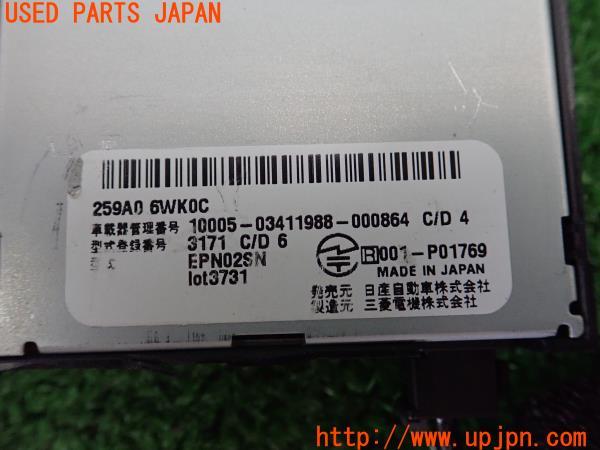 USED PARTS JAPAN
259A0 6WK0C
車載器管理番号 10005-03411988-000864 C/D 4
型式登録番号 3171 C/D 6
EPN02SN
lot3731
R 001-P01769
MADE IN JAPAN
発売元 日産自動車株式会社
製造元 三菱電機株式会社
http://www.upjpn.com